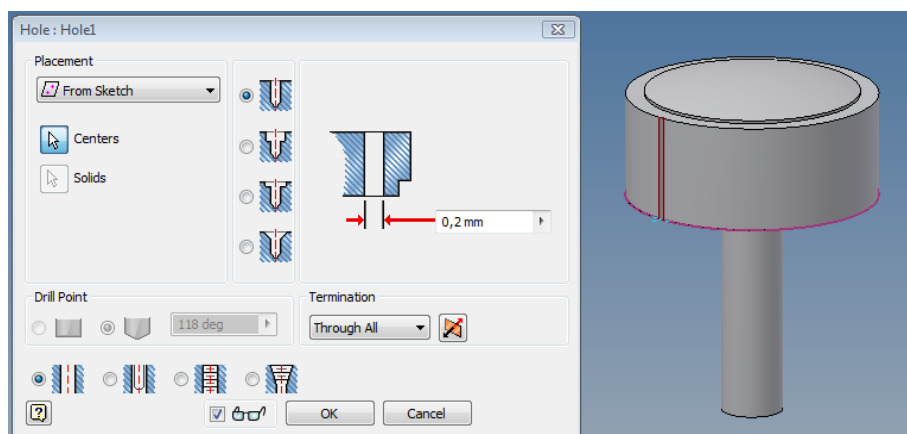 Hole : Hole1
Placement
From Sketch
Centers
Solids
0,2 mm
Drill Point
118 deg
Termination
Through All
OK
Cancel